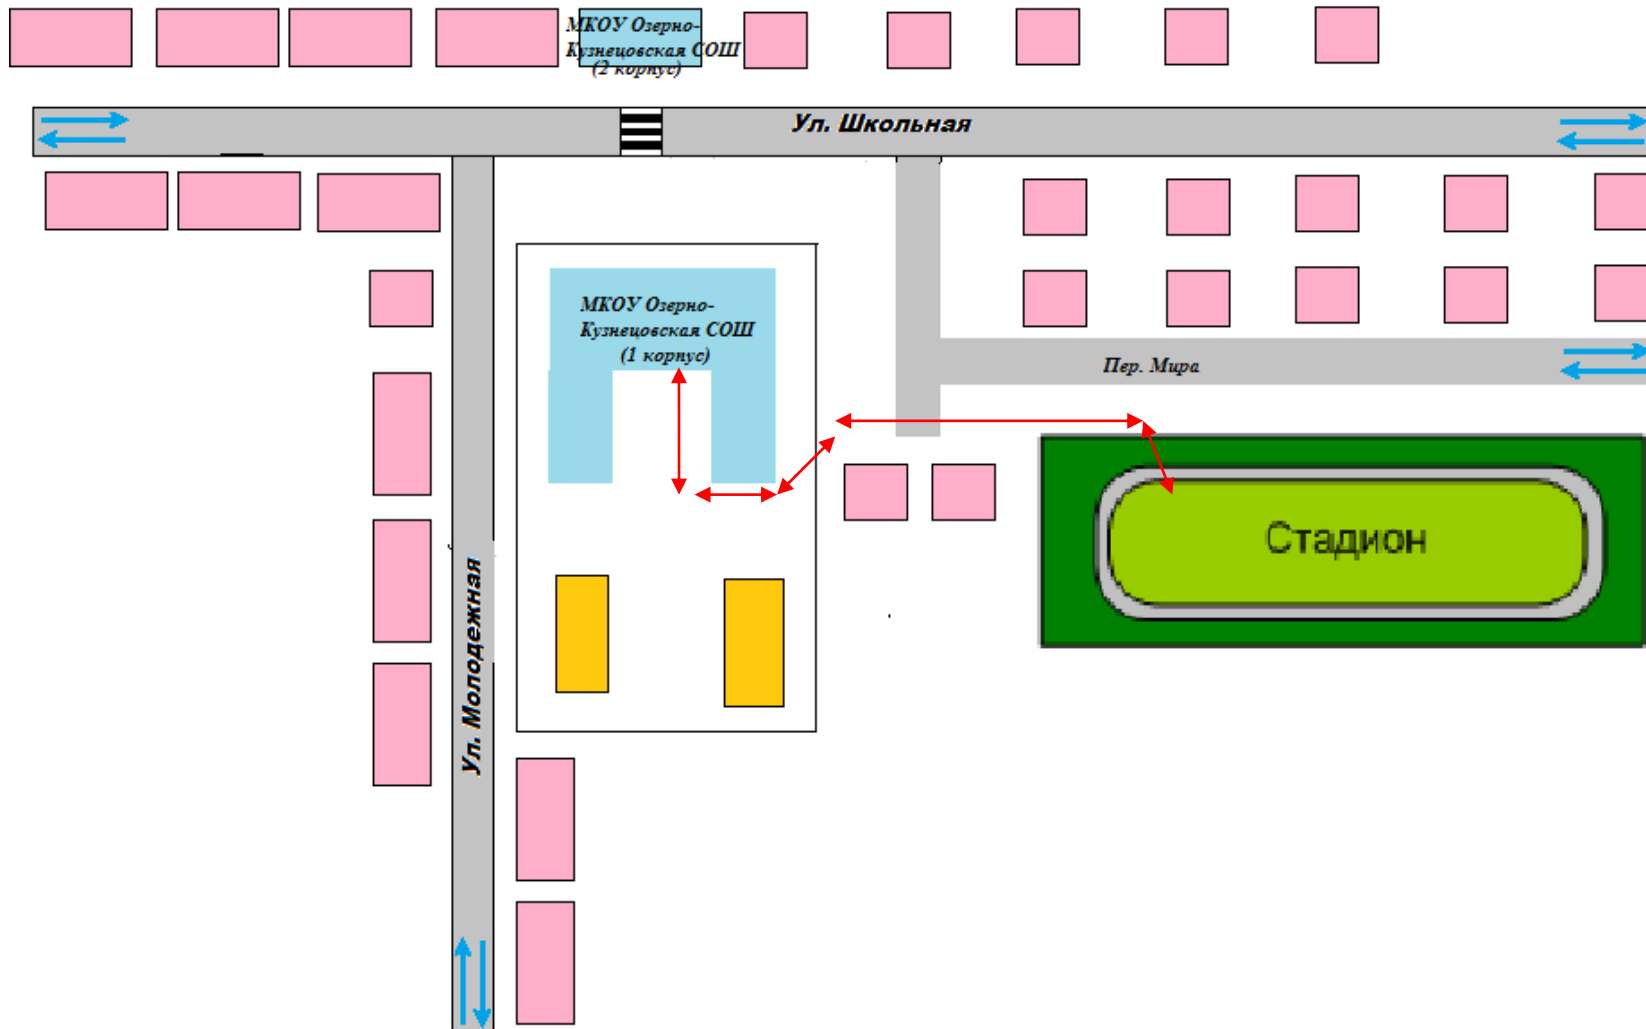 МКОУ Озерно-
Кузнецовская СОШ
(2 корпус)
Ул. Школьная
МКОУ Озерно-
Кузнецовская СОШ
(1 корпус)
Пер. Мира
Стадион
Ул. Молодежная